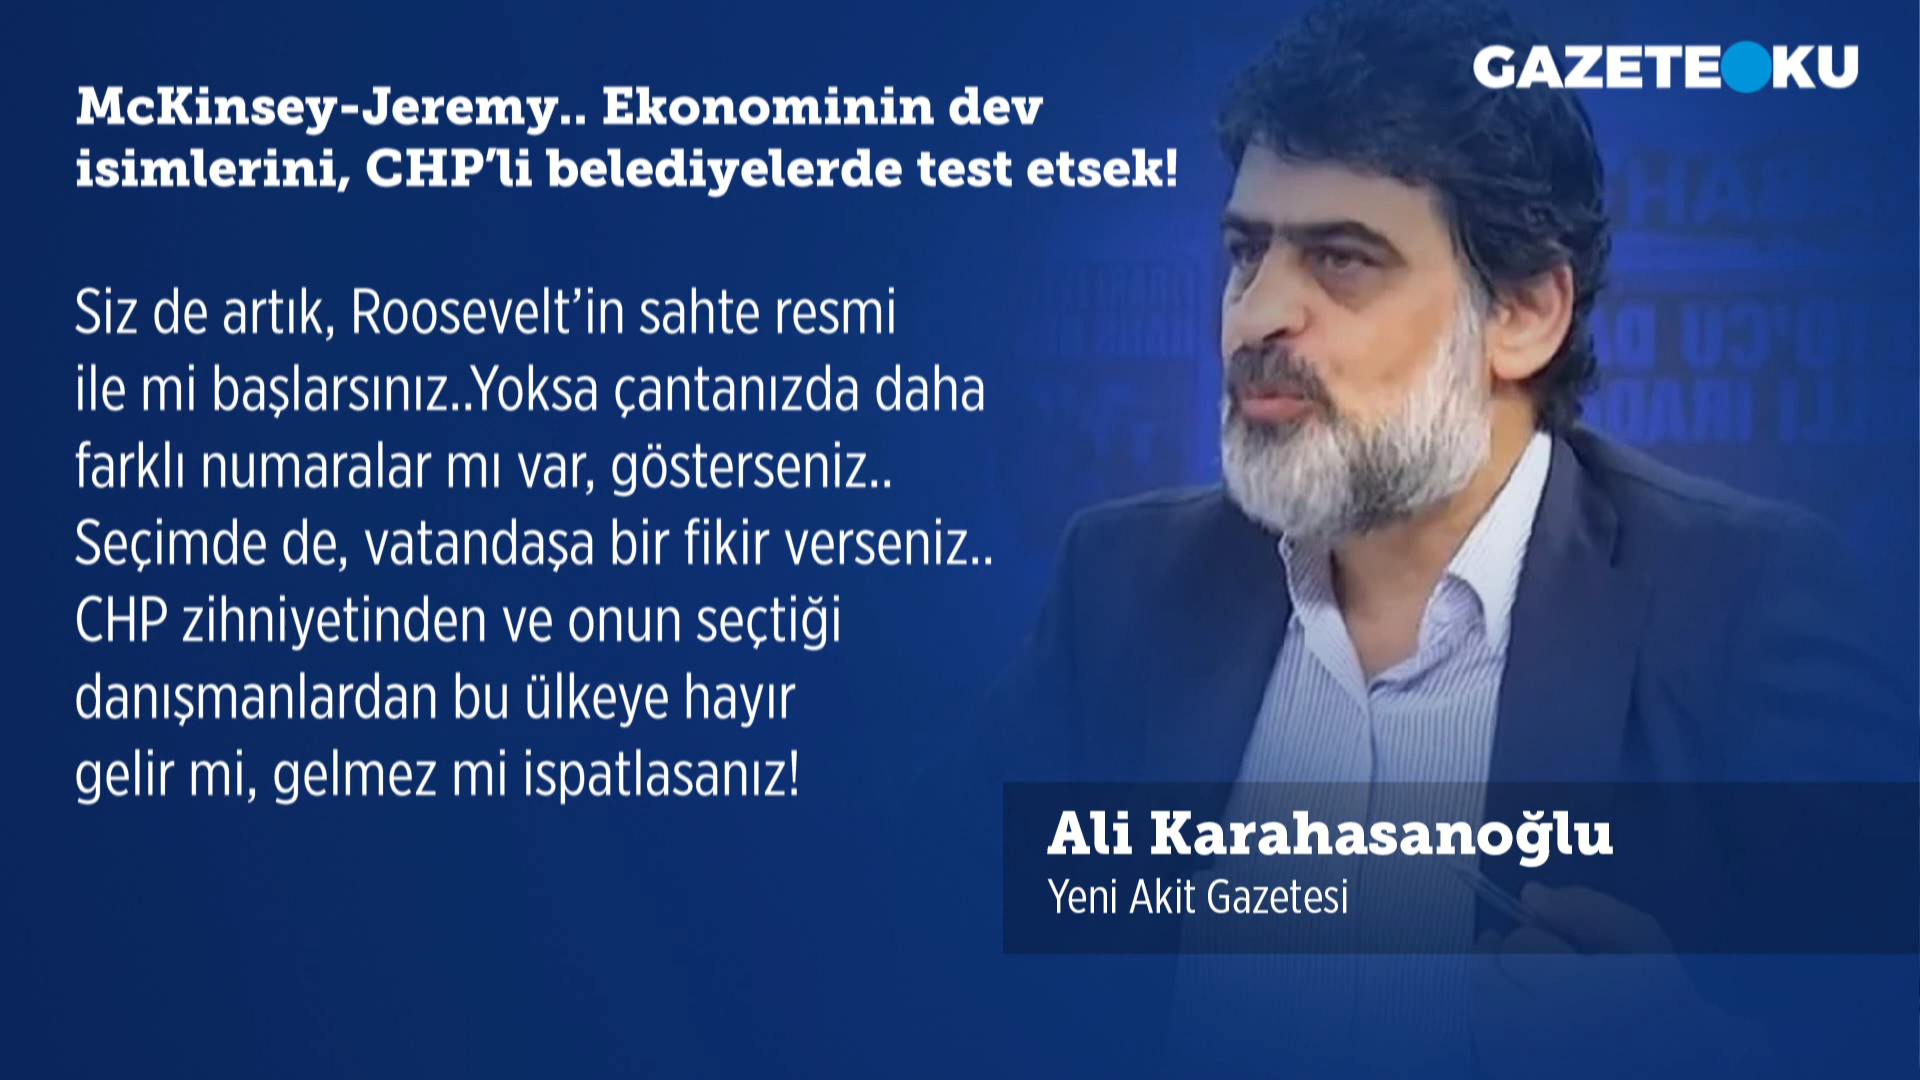 GAZETE KU
McKinsey-Jeremy.. Ekonominin dev
isimlerini, CHP’li belediyelerde test etsek!
Siz de artık, Roosevelt’in sahte resmi
ile mi başlarsınız..Yoksa çantanızda daha
farklı numaralar mı var, gösterseniz..
Seçimde de, vatandaşa bir fikir verseniz..
CHP zihniyetinden ve onun seçtiği
danışmanlardan bu ülkeye hayır
gelir mi, gelmez mi ispatlasanız!
Ali Karahasanoğlu
Yeni Akit Gazetesi